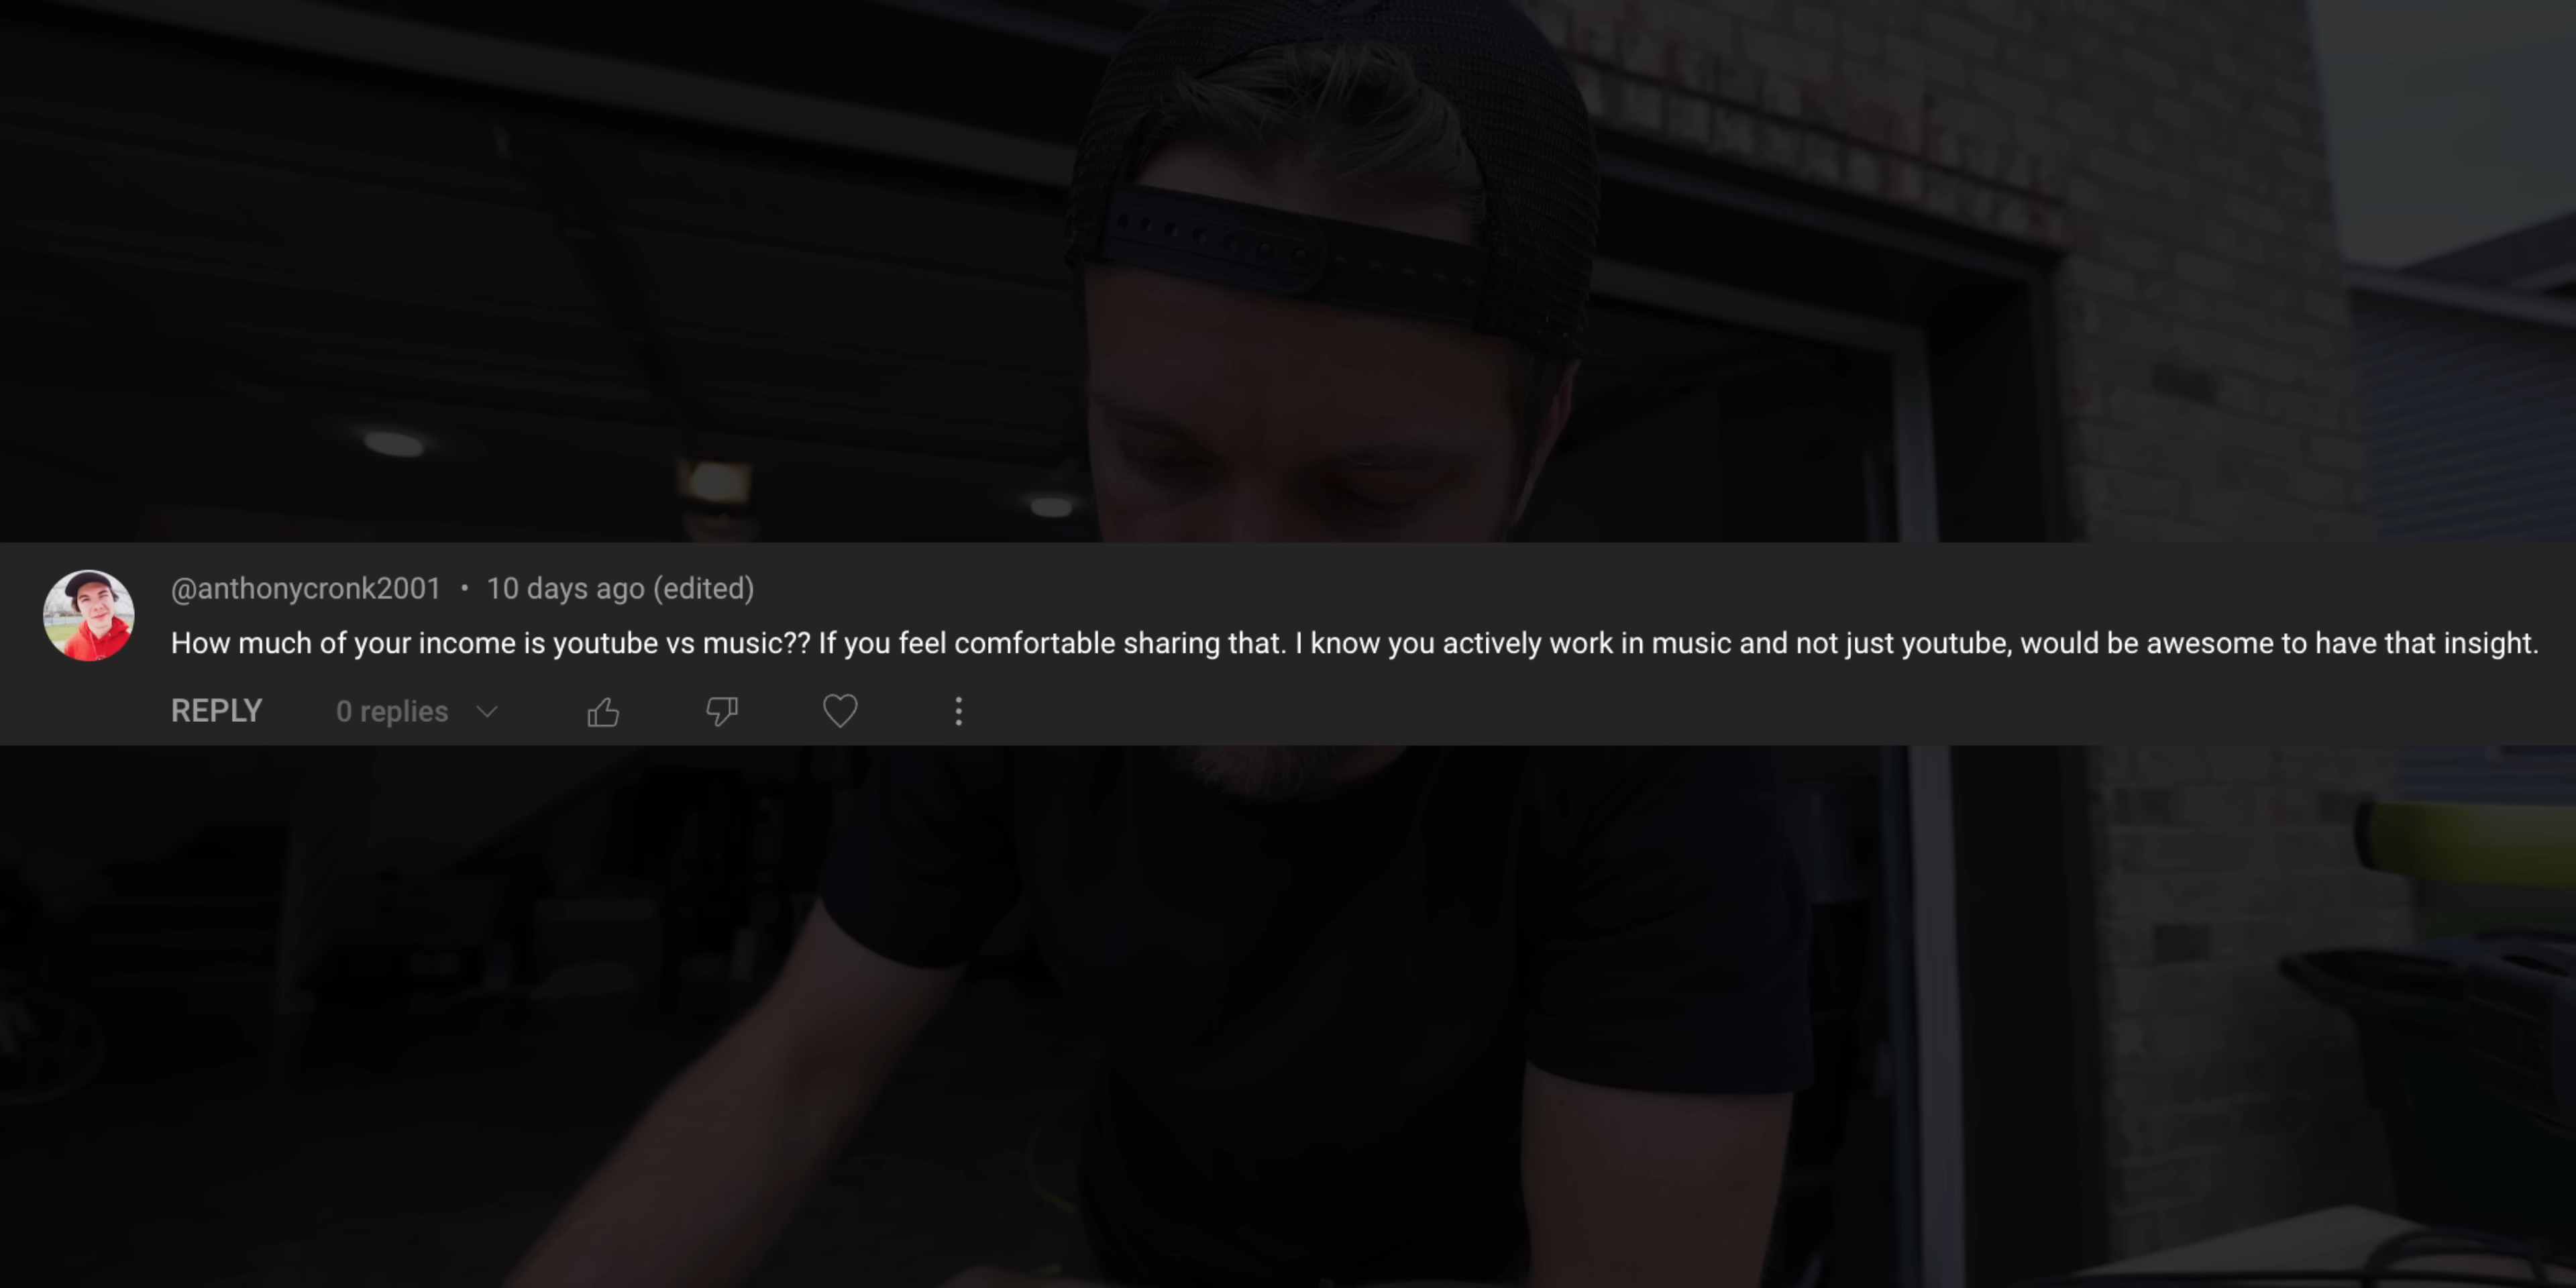 @anthonycronk2001 • 10 days ago (edited)
How much of your income is youtube vs music?? If you feel comfortable sharing that. I know you actively work in music and not just youtube, would be awesome to have that insight.
REPLY 0 replies